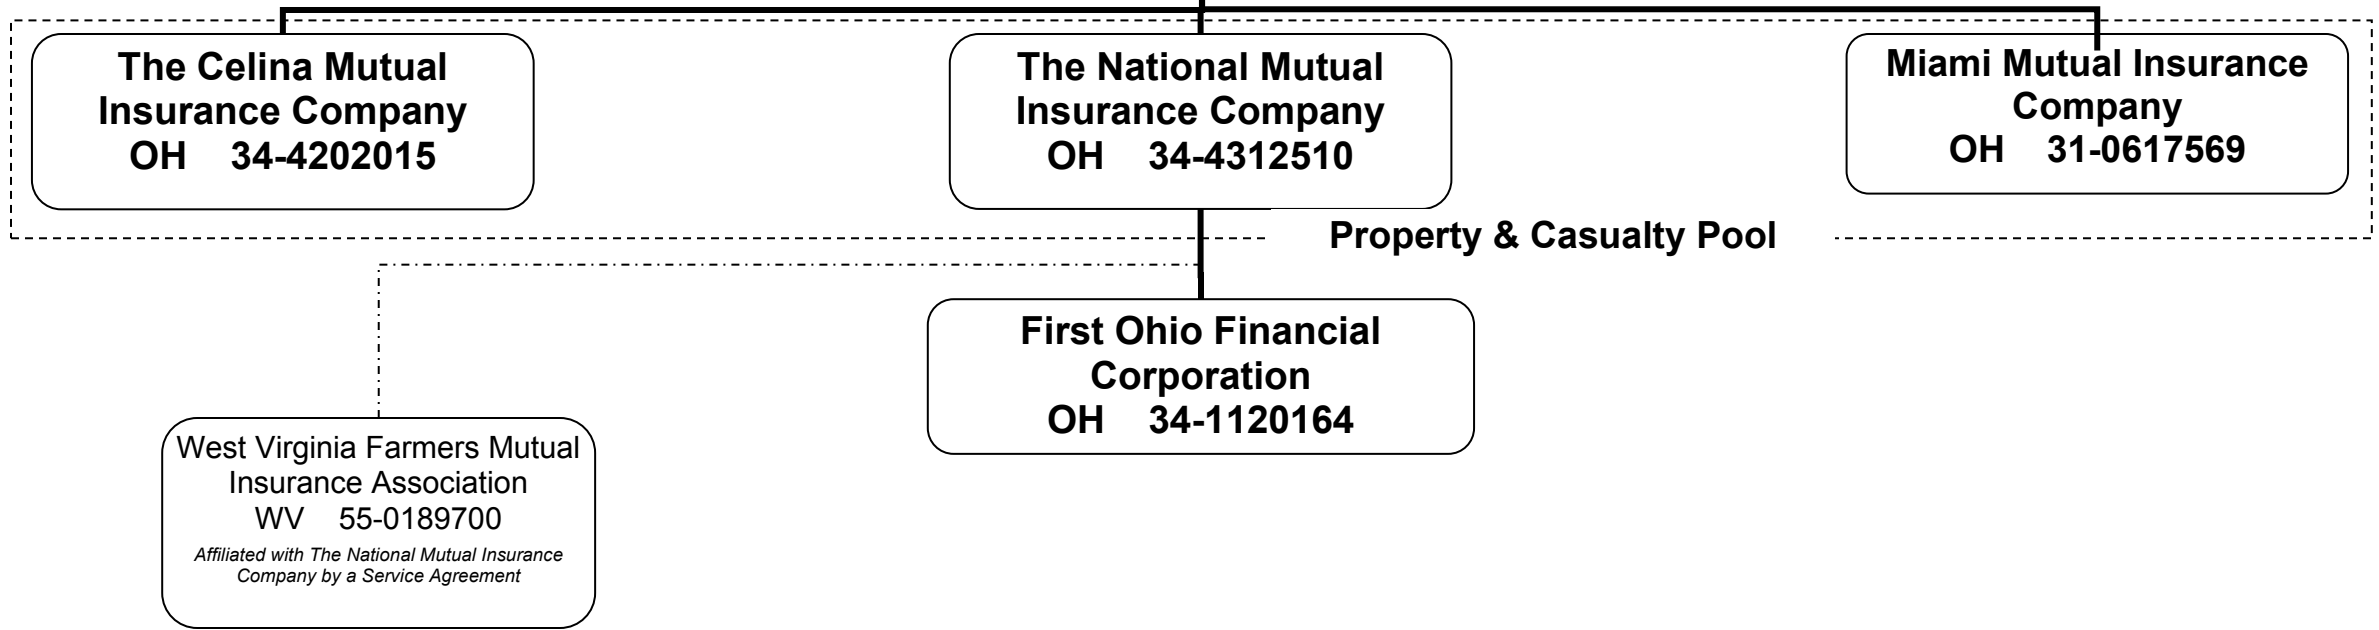 The Celina Mutual
Insurance Company
OH 34-4202015
The National Mutual
Insurance Company
OH 34-4312510
Miami Mutual Insurance
Company
OH 31-0617569
Property & Casualty Pool
First Ohio Financial
Corporation
OH 34-1120164
West Virginia Farmers Mutual
Insurance Association
WV 55-0189700
Affiliated with The National Mutual Insurance
Company by a Service Agreement